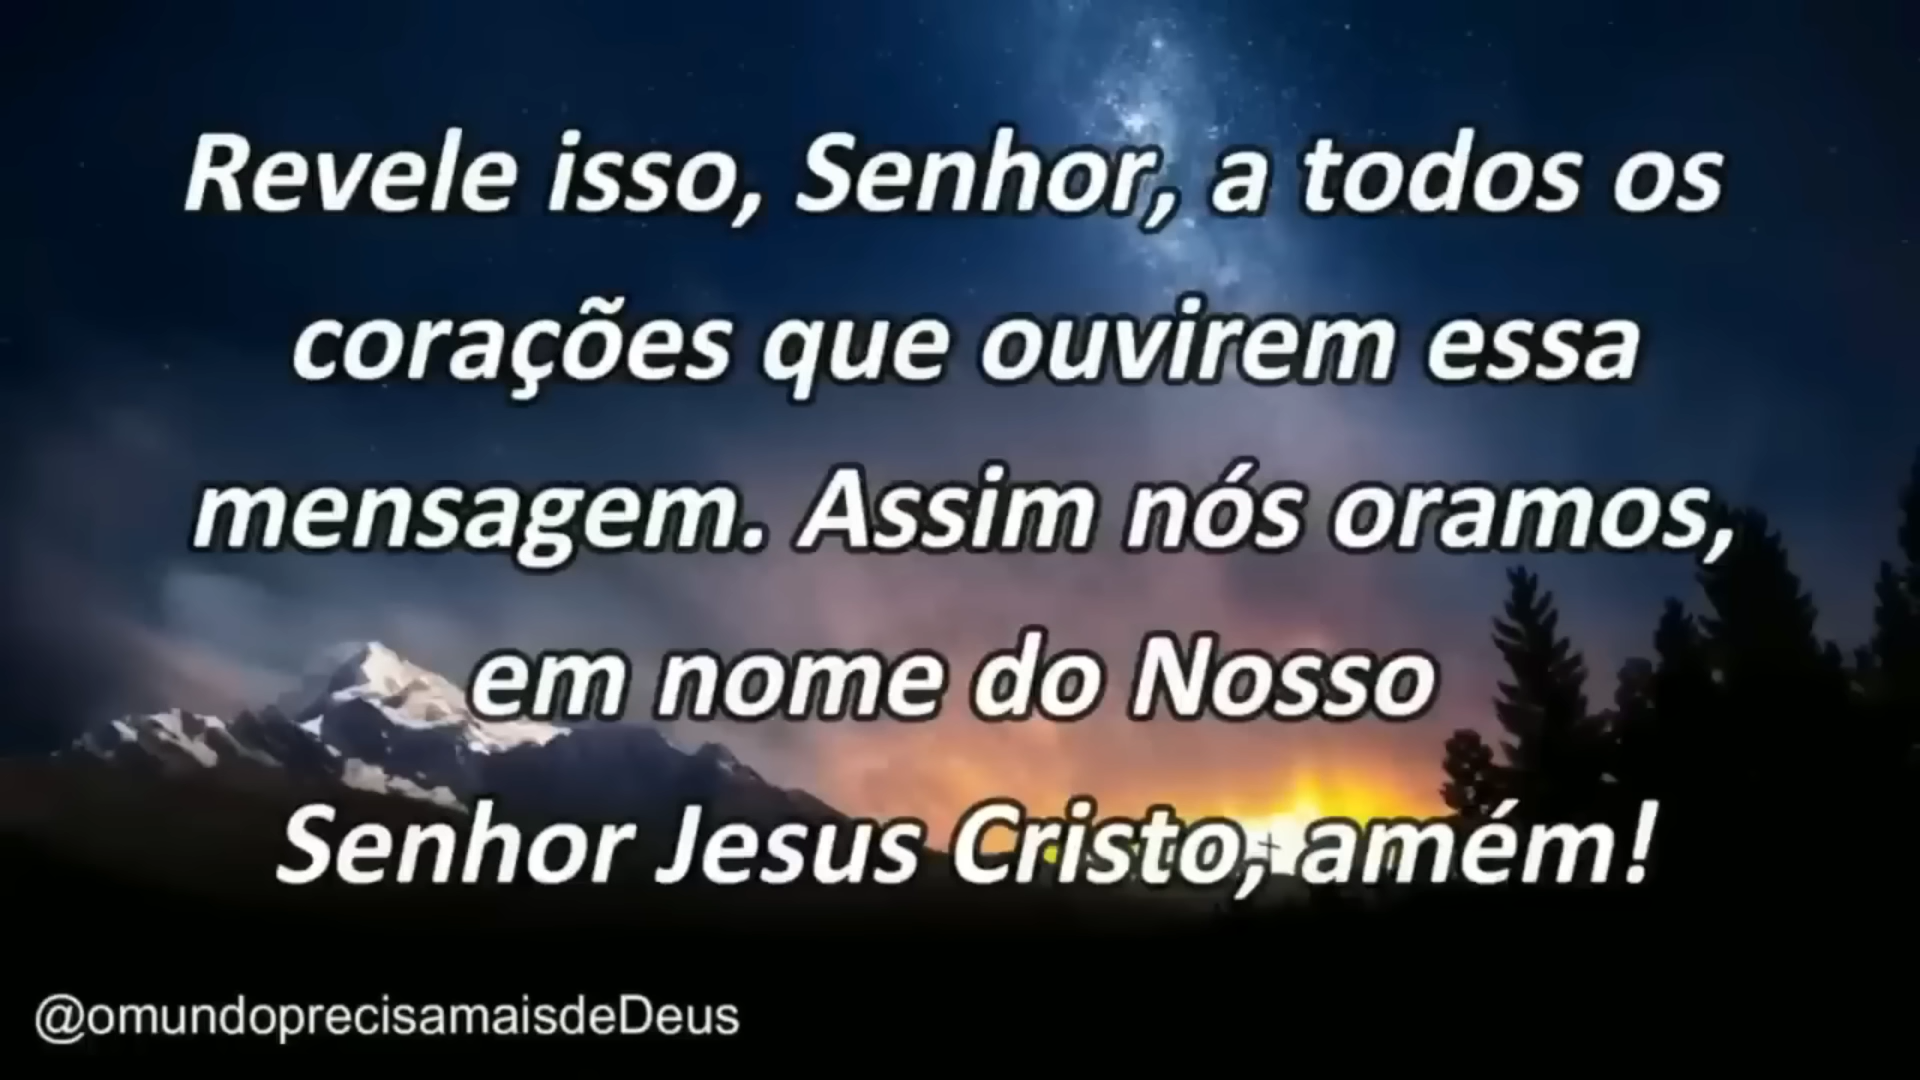 Revele isso, Senhor, a todos os
corações que ouvirem essa
mensagem. Assim nós oramos,
em nome do Nosso
Senhor Jesus Cristo, amém!
@omundoprecisamaisdeDeus